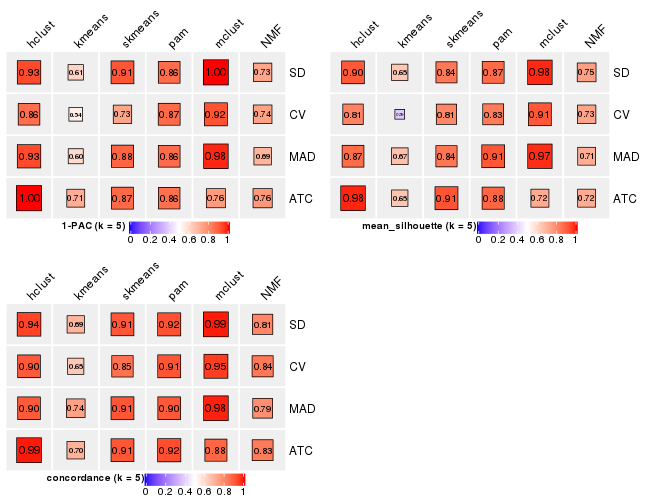 hclust kmeans skmeans pam mclust NMF
0.93 0.61 0.91 0.86 1.00 0.73 SD
0.86 0.54 0.73 0.87 0.92 0.74 CV
0.93 0.60 0.88 0.86 0.98 0.69 MAD
1.00 0.71 0.87 0.86 0.76 0.76 ATC
1-PAC (k = 5)
0 0.2 0.4 0.6 0.8 1
hclust kmeans skmeans pam mclust NMF
0.90 0.65 0.84 0.87 0.98 0.75 SD
0.81 0.81 0.83 0.91 0.73 CV
0.87 0.67 0.84 0.91 0.97 0.71 MAD
0.98 0.65 0.91 0.88 0.72 0.72 ATC
mean_silhouette (k = 5)
0 0.2 0.4 0.6 0.8 1
hclust kmeans skmeans pam mclust NMF
0.94 0.69 0.91 0.92 0.99 0.81 SD
0.90 0.65 0.85 0.91 0.95 0.84 CV
0.90 0.74 0.91 0.90 0.98 0.79 MAD
0.99 0.70 0.91 0.92 0.88 0.83 ATC
concordance (k = 5)
0 0.2 0.4 0.6 0.8 1